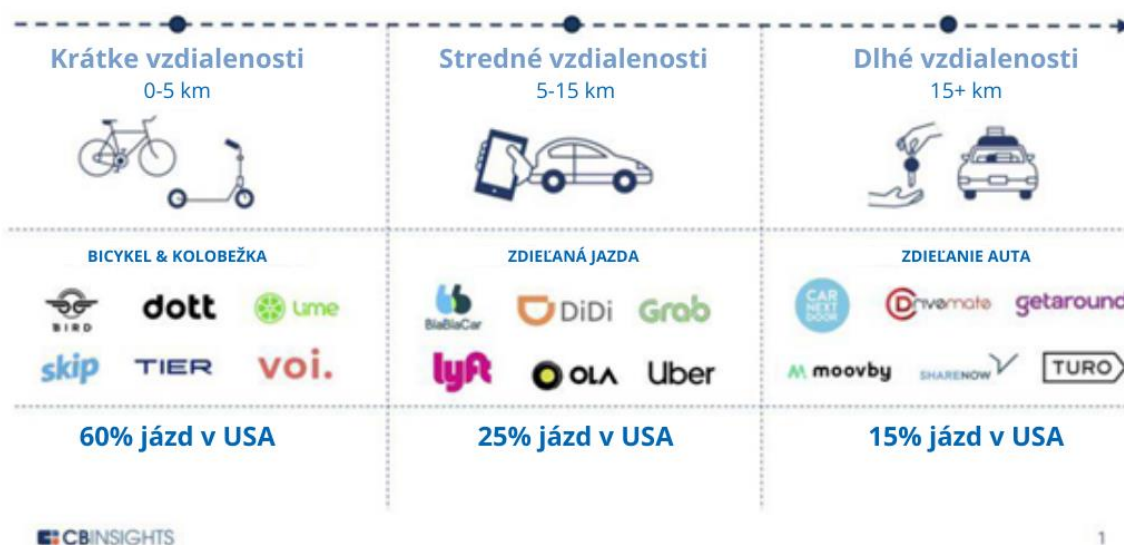 Krátke vzdialenosti
0-5 km
Stredné vzdialenosti
5-15 km
Dlhé vzdialenosti
15+ km
BICYKEL & KOLOBEŽKA
BIRD
dott
Lime
skip
TIER
voi.
ZDIEĽANÁ JAZDA
BlaBlaCar
DiDi
Grab
lyft
OLA
Uber
ZDIEĽANIE AUTA
CAR
NEXT
DOOR
Drivemate
getaround
moovby
SHARENOW
TURO
60% jázd v USA
25% jázd v USA
15% jázd v USA
CBINSIGHTS
1